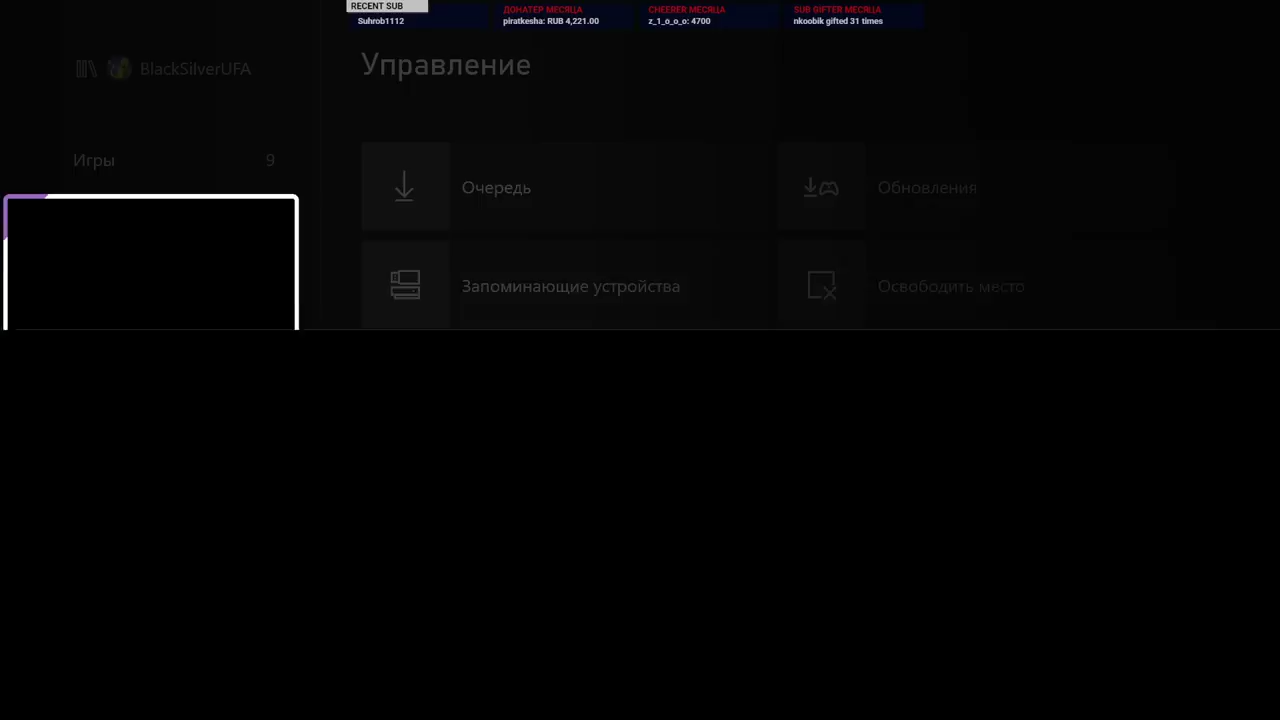 RECENT SUB
Suhrob1112
ДОНАТЕР МЕСЯЦА
piratkesha: RUB 4,221.00
CHEERER МЕСЯЦА
z_1_o_o_o: 4700
SUB GIFTER МЕСЯЦА
nkoobik gifted 31 times
BlackSilverUFA
Управление
Игры 9
Очередь
Обновления
Запоминающие устройства
Освободить место